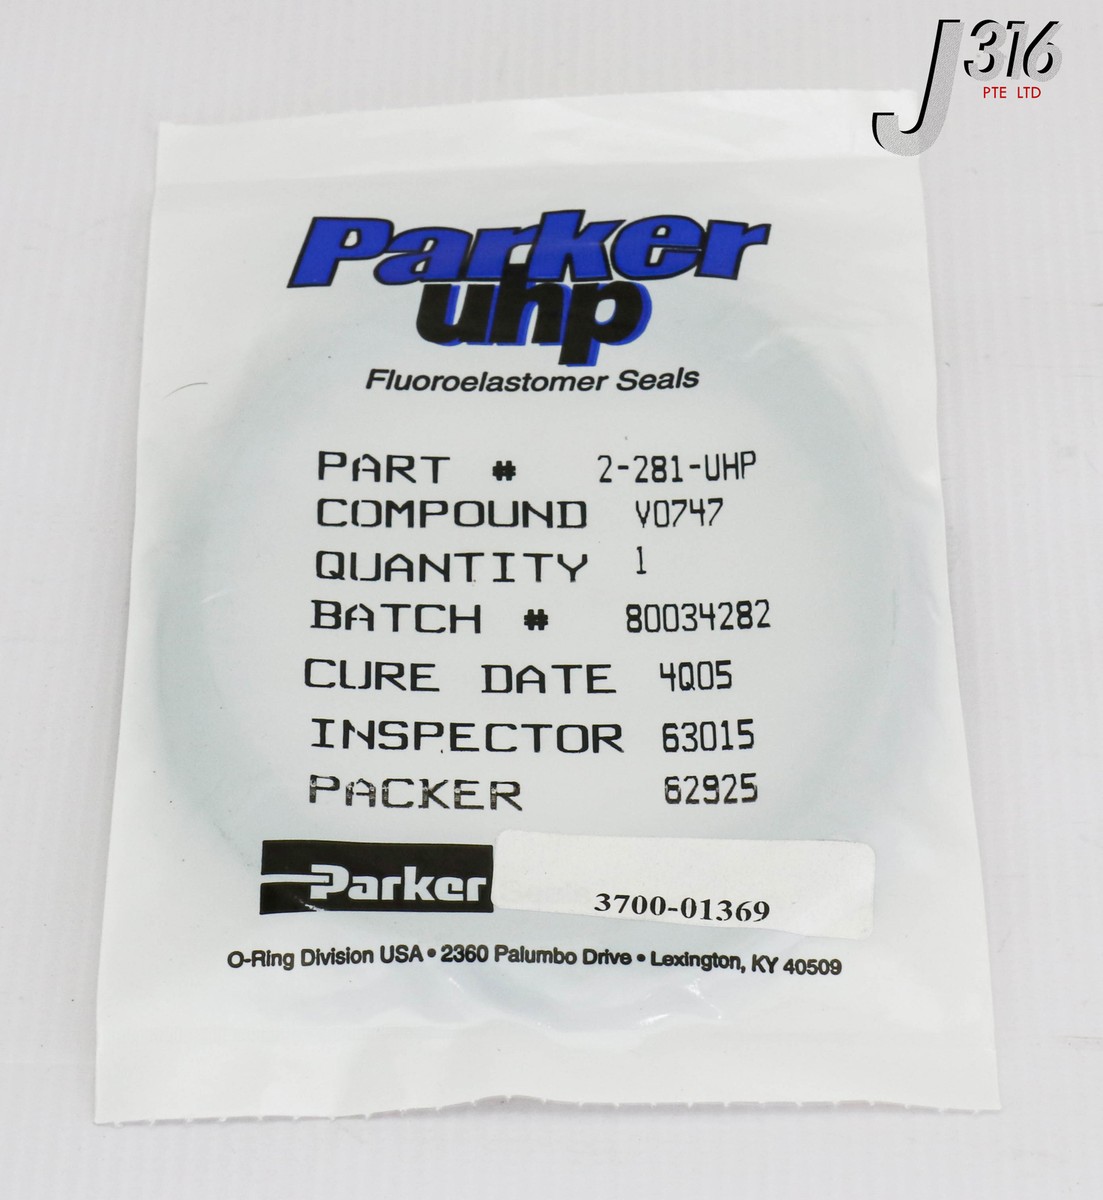 J316
PTE LTD
Parker
uhp
Fluoroelastomer Seals
PART # 2-281-UHP
COMPOUND V0747
QUANTITY 1
BATCH # 80034282
CURE DATE 4Q05
INSPECTOR 63015
PACKER 62925
Parker
3700-01369
O-Ring Division USA • 2360 Palumbo Drive • Lexington, KY 40509